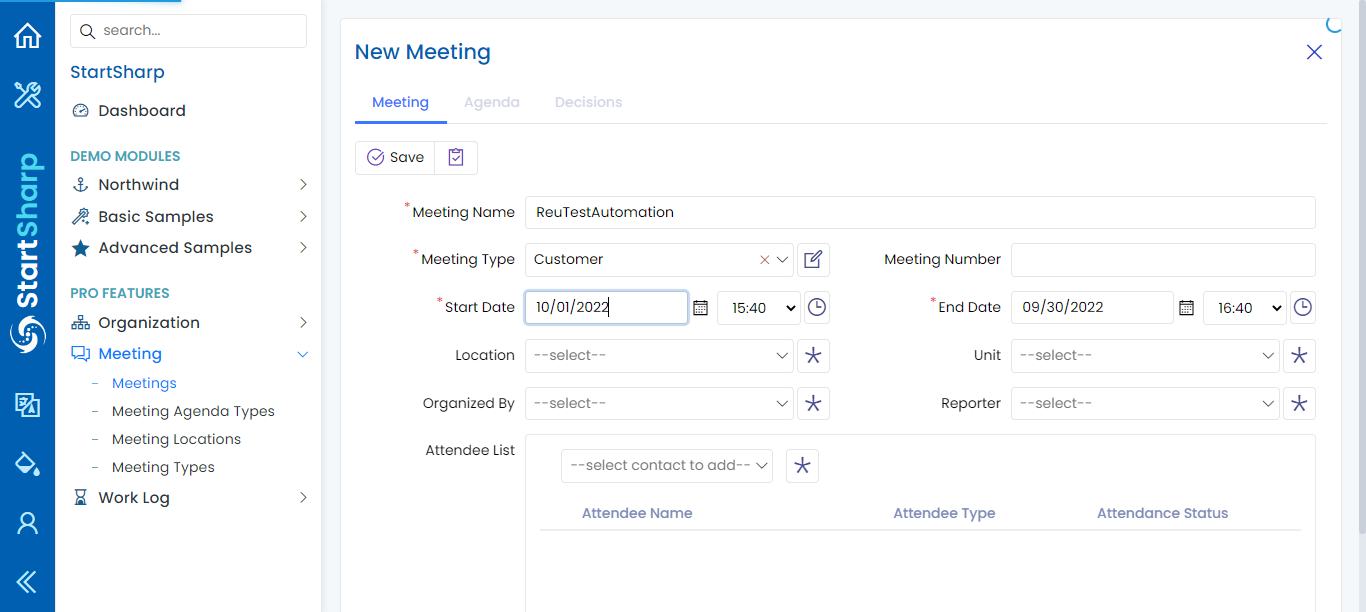 StartSharp
search...
StartSharp
Dashboard
DEMO MODULES
Northwind
Basic Samples
Advanced Samples
PRO FEATURES
Organization
Meeting
– Meetings
– Meeting Agenda Types
– Meeting Locations
– Meeting Types
Work Log
New Meeting
Meeting Agenda Decisions
Save
* Meeting Name ReuTestAutomation
* Meeting Type Customer Meeting Number
* Start Date 10/01/2022 15:40 * End Date 09/30/2022 16:40
Location --select-- Unit --select--
Organized By --select-- Reporter --select--
Attendee List
--select contact to add--
Attendee Name Attendee Type Attendance Status